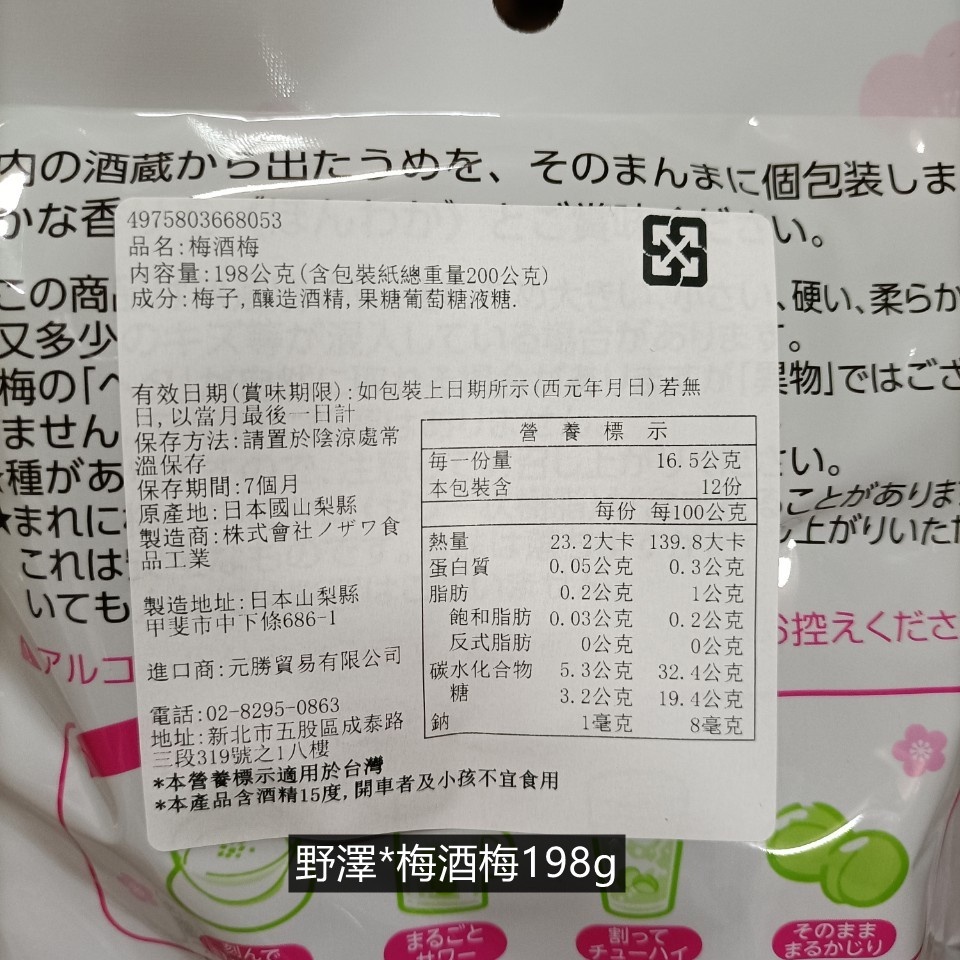 内の酒蔵から出たうめを、そのまんまに個包装しま
かな香
い。
4975803668053
品名:梅酒梅
内容量:198公克(含包裝紙總重量200公克)
成分:梅子,釀造酒精,果糖葡萄糖液糖.
この商
、硬い、柔らか
又多少
。
梅の「へ
異物」ではござ
ません
種があ
い。
ことがありま
★まれに
し上がりいただ
これは
いても
お控えくださ
アルコ
有效日期(賞味期限):如包裝上日期所示(西元年月日)若無
日,以當月最後一日計
保存方法:請置於陰涼處常
溫保存
保存期間:7個月
原產地:日本國山梨縣
製造商:株式會社ノザワ食
品工業
製造地址:日本山梨縣
甲斐市中下條686-1
進口商:元勝貿易有限公司
電話:02-8295-0863
地址:新北市五股區成泰路
三段319號之1八樓
*本營養標示適用於台灣
*本產品含酒精15度,開車者及小孩不宜食用
營養標示
每一份量 16.5公克
本包裝含 12份
每份 每100公克
熱量 23.2大卡 139.8大卡
蛋白質 0.05公克 0.3公克
脂肪 0.2公克 1公克
飽和脂肪 0.03公克 0.2公克
反式脂肪 0公克 0公克
碳水化合物 5.3公克 32.4公克
糖 3.2公克 19.4公克
鈉 1毫克 8毫克
野澤*梅酒梅198g
刻んで
まるごと
サワー
割って
チューハイ
そのまま
まるかじり